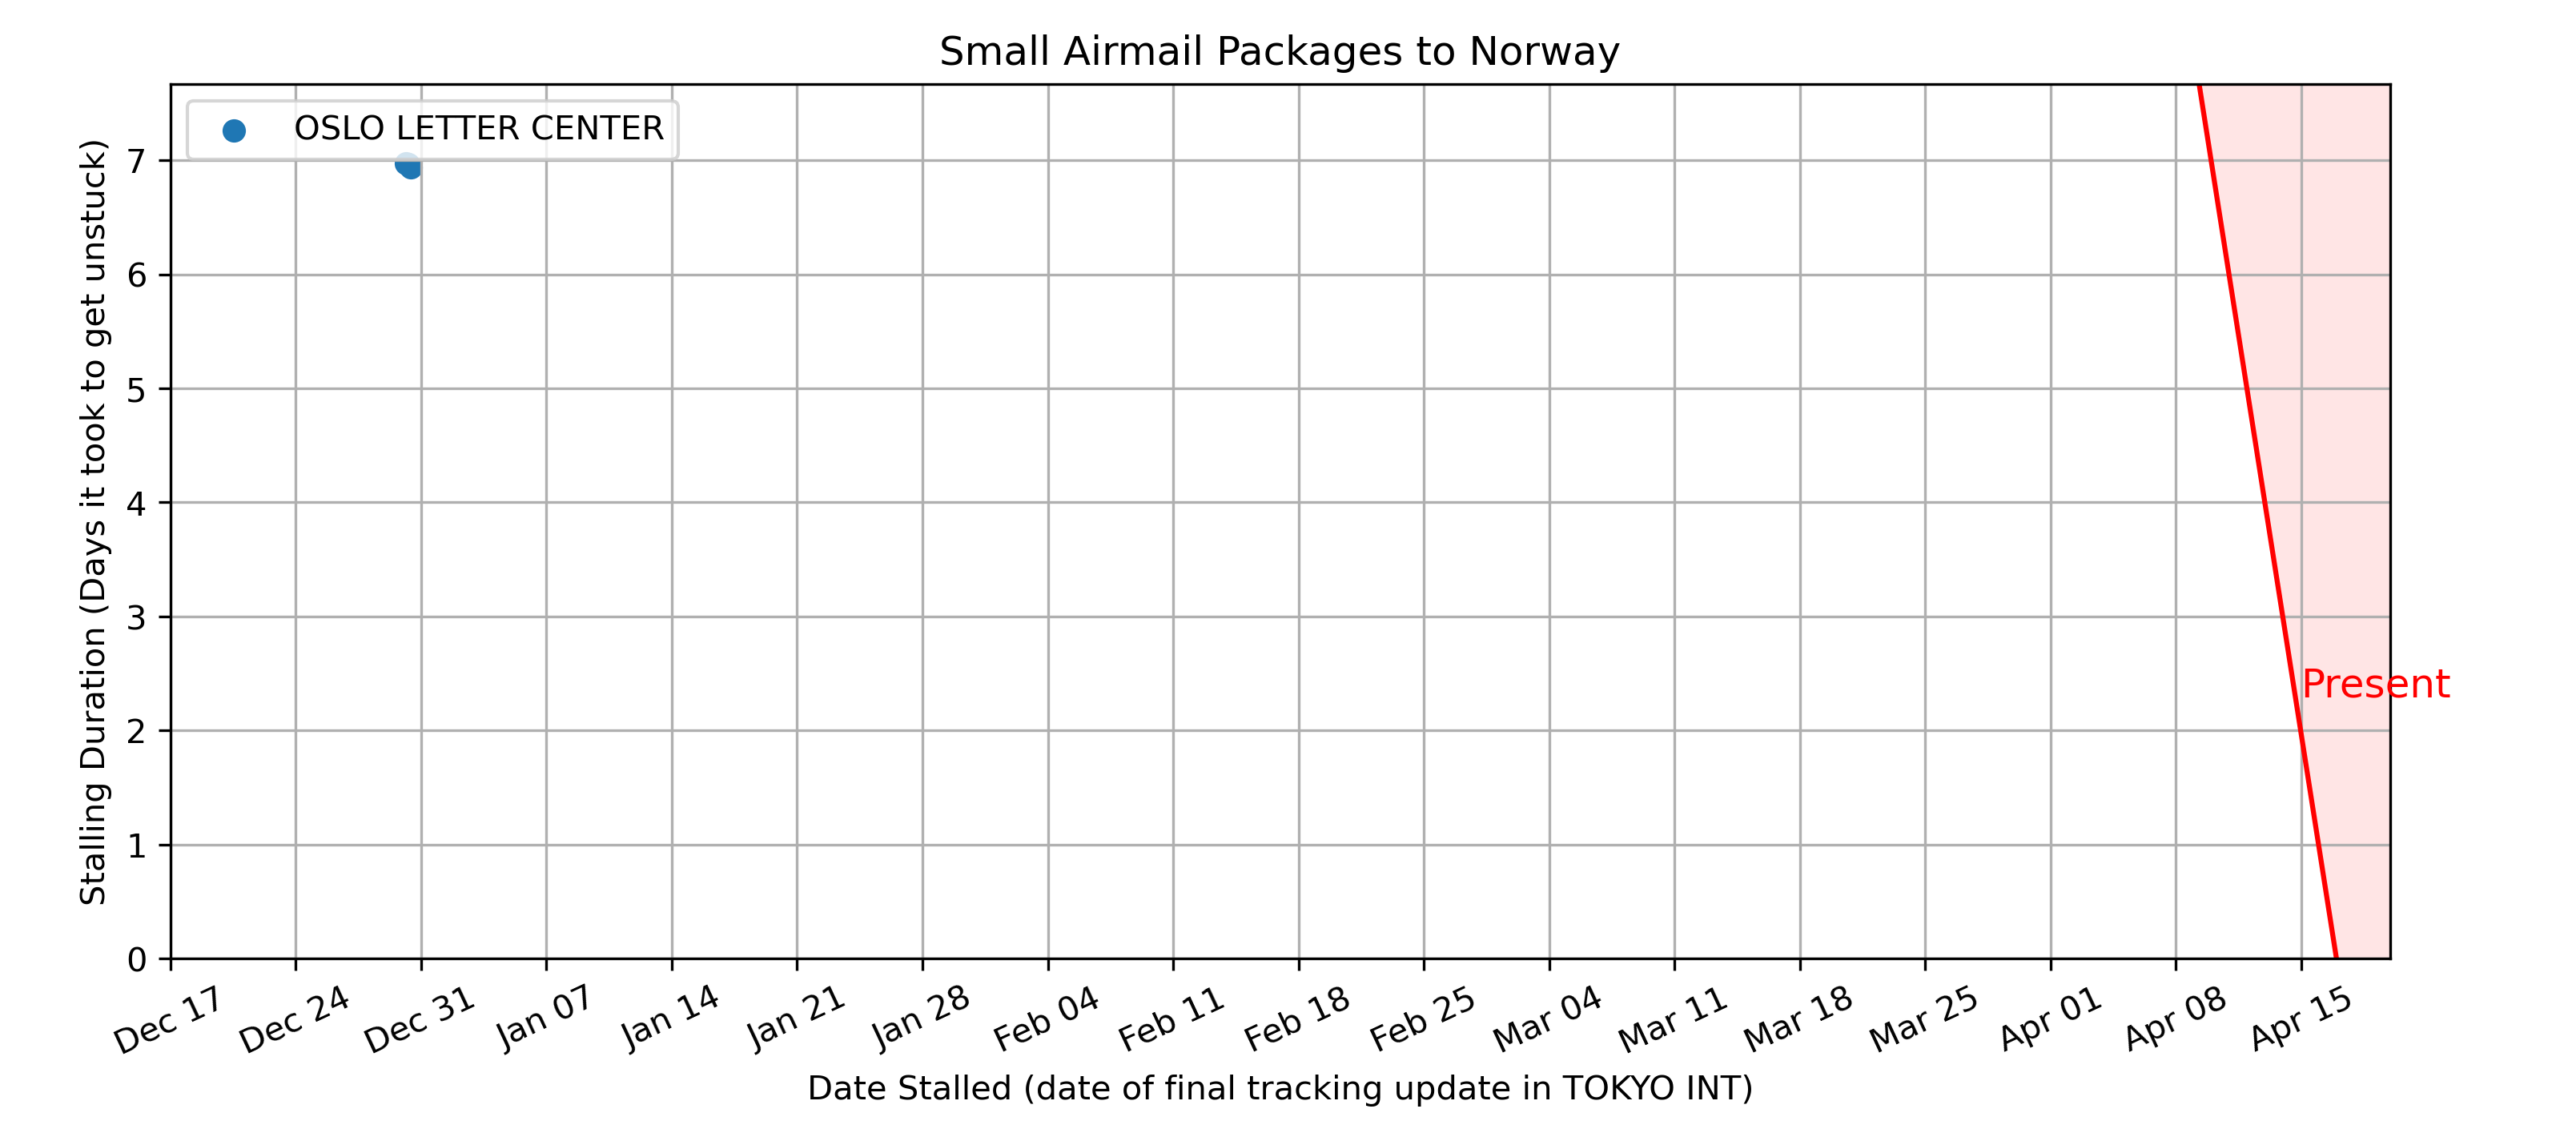 Small Airmail Packages to Norway
OSLO LETTER CENTER
Stalling Duration (Days it took to get unstuck)
7
6
5
4
3
2
1
0
Present
Dec 17
Dec 24
Dec 31
Jan 07
Jan 14
Jan 21
Jan 28
Feb 04
Feb 11
Feb 18
Feb 25
Mar 04
Mar 11
Mar 18
Mar 25
Apr 01
Apr 08
Apr 15
Date Stalled (date of final tracking update in TOKYO INT)